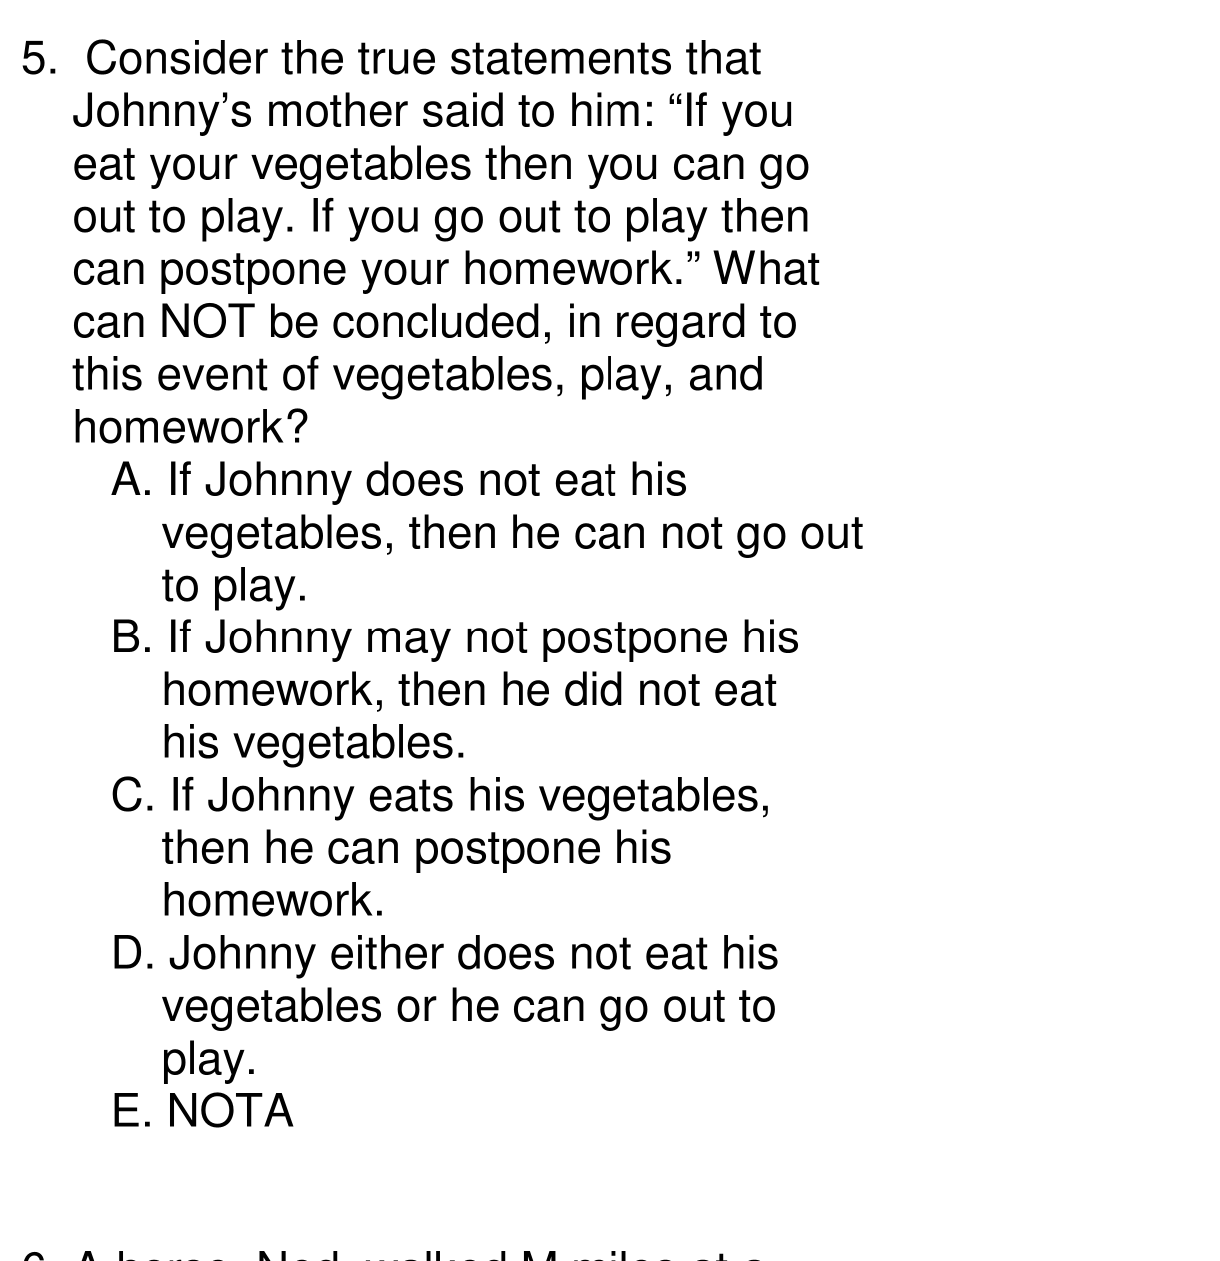 5. Consider the true statements that
Johnny’s mother said to him: “If you
eat your vegetables then you can go
out to play. If you go out to play then
can postpone your homework.” What
can NOT be concluded, in regard to
this event of vegetables, play, and
homework?
A. If Johnny does not eat his
vegetables, then he can not go out
to play.
B. If Johnny may not postpone his
homework, then he did not eat
his vegetables.
C. If Johnny eats his vegetables,
then he can postpone his
homework.
D. Johnny either does not eat his
vegetables or he can go out to
play.
E. NOTA